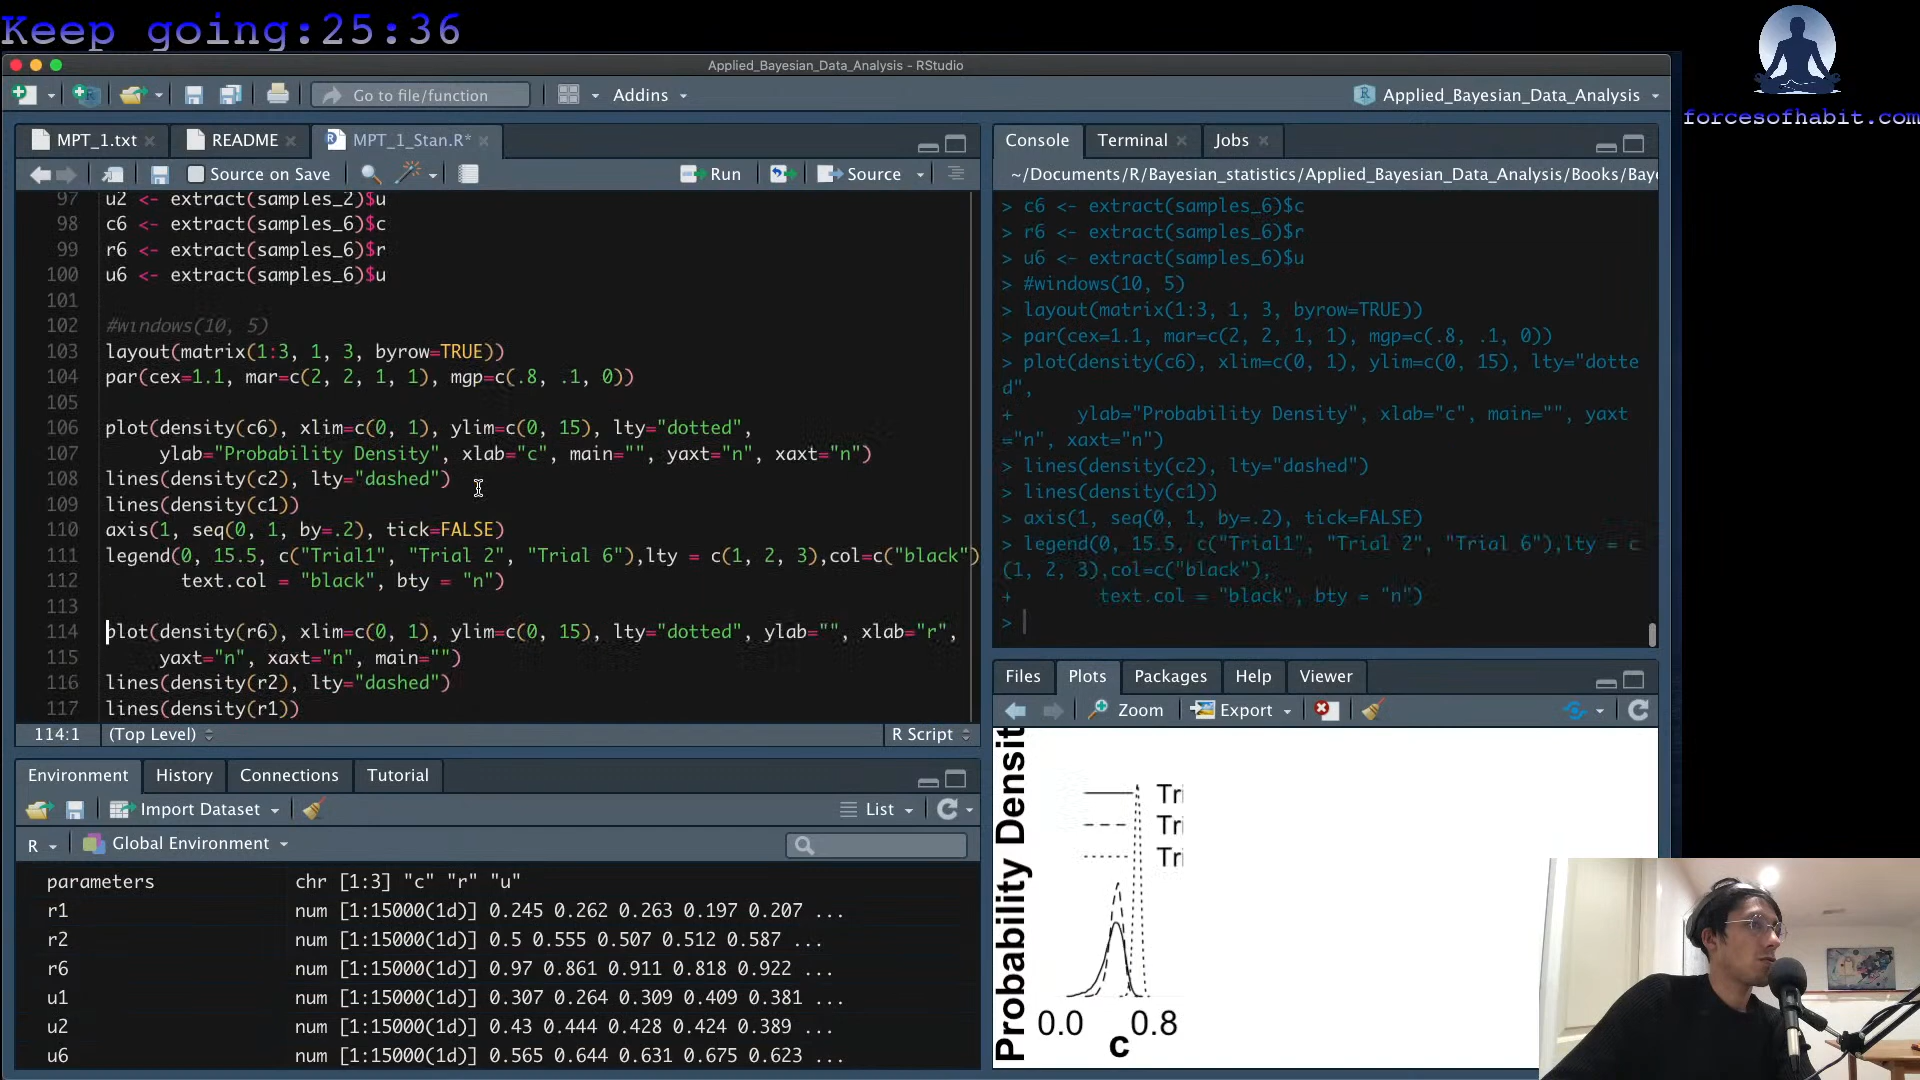 Keep going:25:36
forcesofhabit.com
Applied_Bayesian_Data_Analysis - RStudio
Go to file/function
Addins
Applied_Bayesian_Data_Analysis
MPT_1.txt
README
MPT_1_Stan.R*
Source on Save
Run
Source
97 u2 <- extract(samples_2)$u
98 c6 <- extract(samples_6)$c
99 r6 <- extract(samples_6)$r
100 u6 <- extract(samples_6)$u
101
102 #windows(10, 5)
103 layout(matrix(1:3, 1, 3, byrow=TRUE))
104 par(cex=1.1, mar=c(2, 2, 1, 1), mgp=c(.8, .1, 0))
105
106 plot(density(c6), xlim=c(0, 1), ylim=c(0, 15), lty="dotted",
107 ylab="Probability Density", xlab="c", main="", yaxt="n", xaxt="n")
108 lines(density(c2), lty="dashed")
109 lines(density(c1))
110 axis(1, seq(0, 1, by=.2), tick=FALSE)
111 legend(0, 15.5, c("Trial1", "Trial 2", "Trial 6"),lty = c(1, 2, 3),col=c("black")
112 text.col = "black", bty = "n")
113
114 plot(density(r6), xlim=c(0, 1), ylim=c(0, 15), lty="dotted", ylab="", xlab="r",
115 yaxt="n", xaxt="n", main="")
116 lines(density(r2), lty="dashed")
117 lines(density(r1))
114:1
(Top Level)
R Script
Console
Terminal
Jobs
~/Documents/R/Bayesian_statistics/Applied_Bayesian_Data_Analysis/Books/Baye
> c6 <- extract(samples_6)$c
> r6 <- extract(samples_6)$r
> u6 <- extract(samples_6)$u
> #windows(10, 5)
> layout(matrix(1:3, 1, 3, byrow=TRUE))
> par(cex=1.1, mar=c(2, 2, 1, 1), mgp=c(.8, .1, 0))
> plot(density(c6), xlim=c(0, 1), ylim=c(0, 15), lty="dotte
d",
+ ylab="Probability Density", xlab="c", main="", yaxt
="n", xaxt="n")
> lines(density(c2), lty="dashed")
> lines(density(c1))
> axis(1, seq(0, 1, by=.2), tick=FALSE)
> legend(0, 15.5, c("Trial1", "Trial 2", "Trial 6"),lty = c
(1, 2, 3),col=c("black"),
+ text.col = "black", bty = "n")
>
Environment
History
Connections
Tutorial
Import Dataset
List
R
Global Environment
parameters chr [1:3] "c" "r" "u"
r1 num [1:15000(1d)] 0.245 0.262 0.263 0.197 0.207 ...
r2 num [1:15000(1d)] 0.5 0.555 0.507 0.512 0.587 ...
r6 num [1:15000(1d)] 0.97 0.861 0.911 0.818 0.922 ...
u1 num [1:15000(1d)] 0.307 0.264 0.309 0.409 0.381 ...
u2 num [1:15000(1d)] 0.43 0.444 0.428 0.424 0.389 ...
u6 num [1:15000(1d)] 0.565 0.644 0.631 0.675 0.623 ...
Files
Plots
Packages
Help
Viewer
Zoom
Export
Probability Densit
Tri
Tri
Tri
0.0 0.8
c